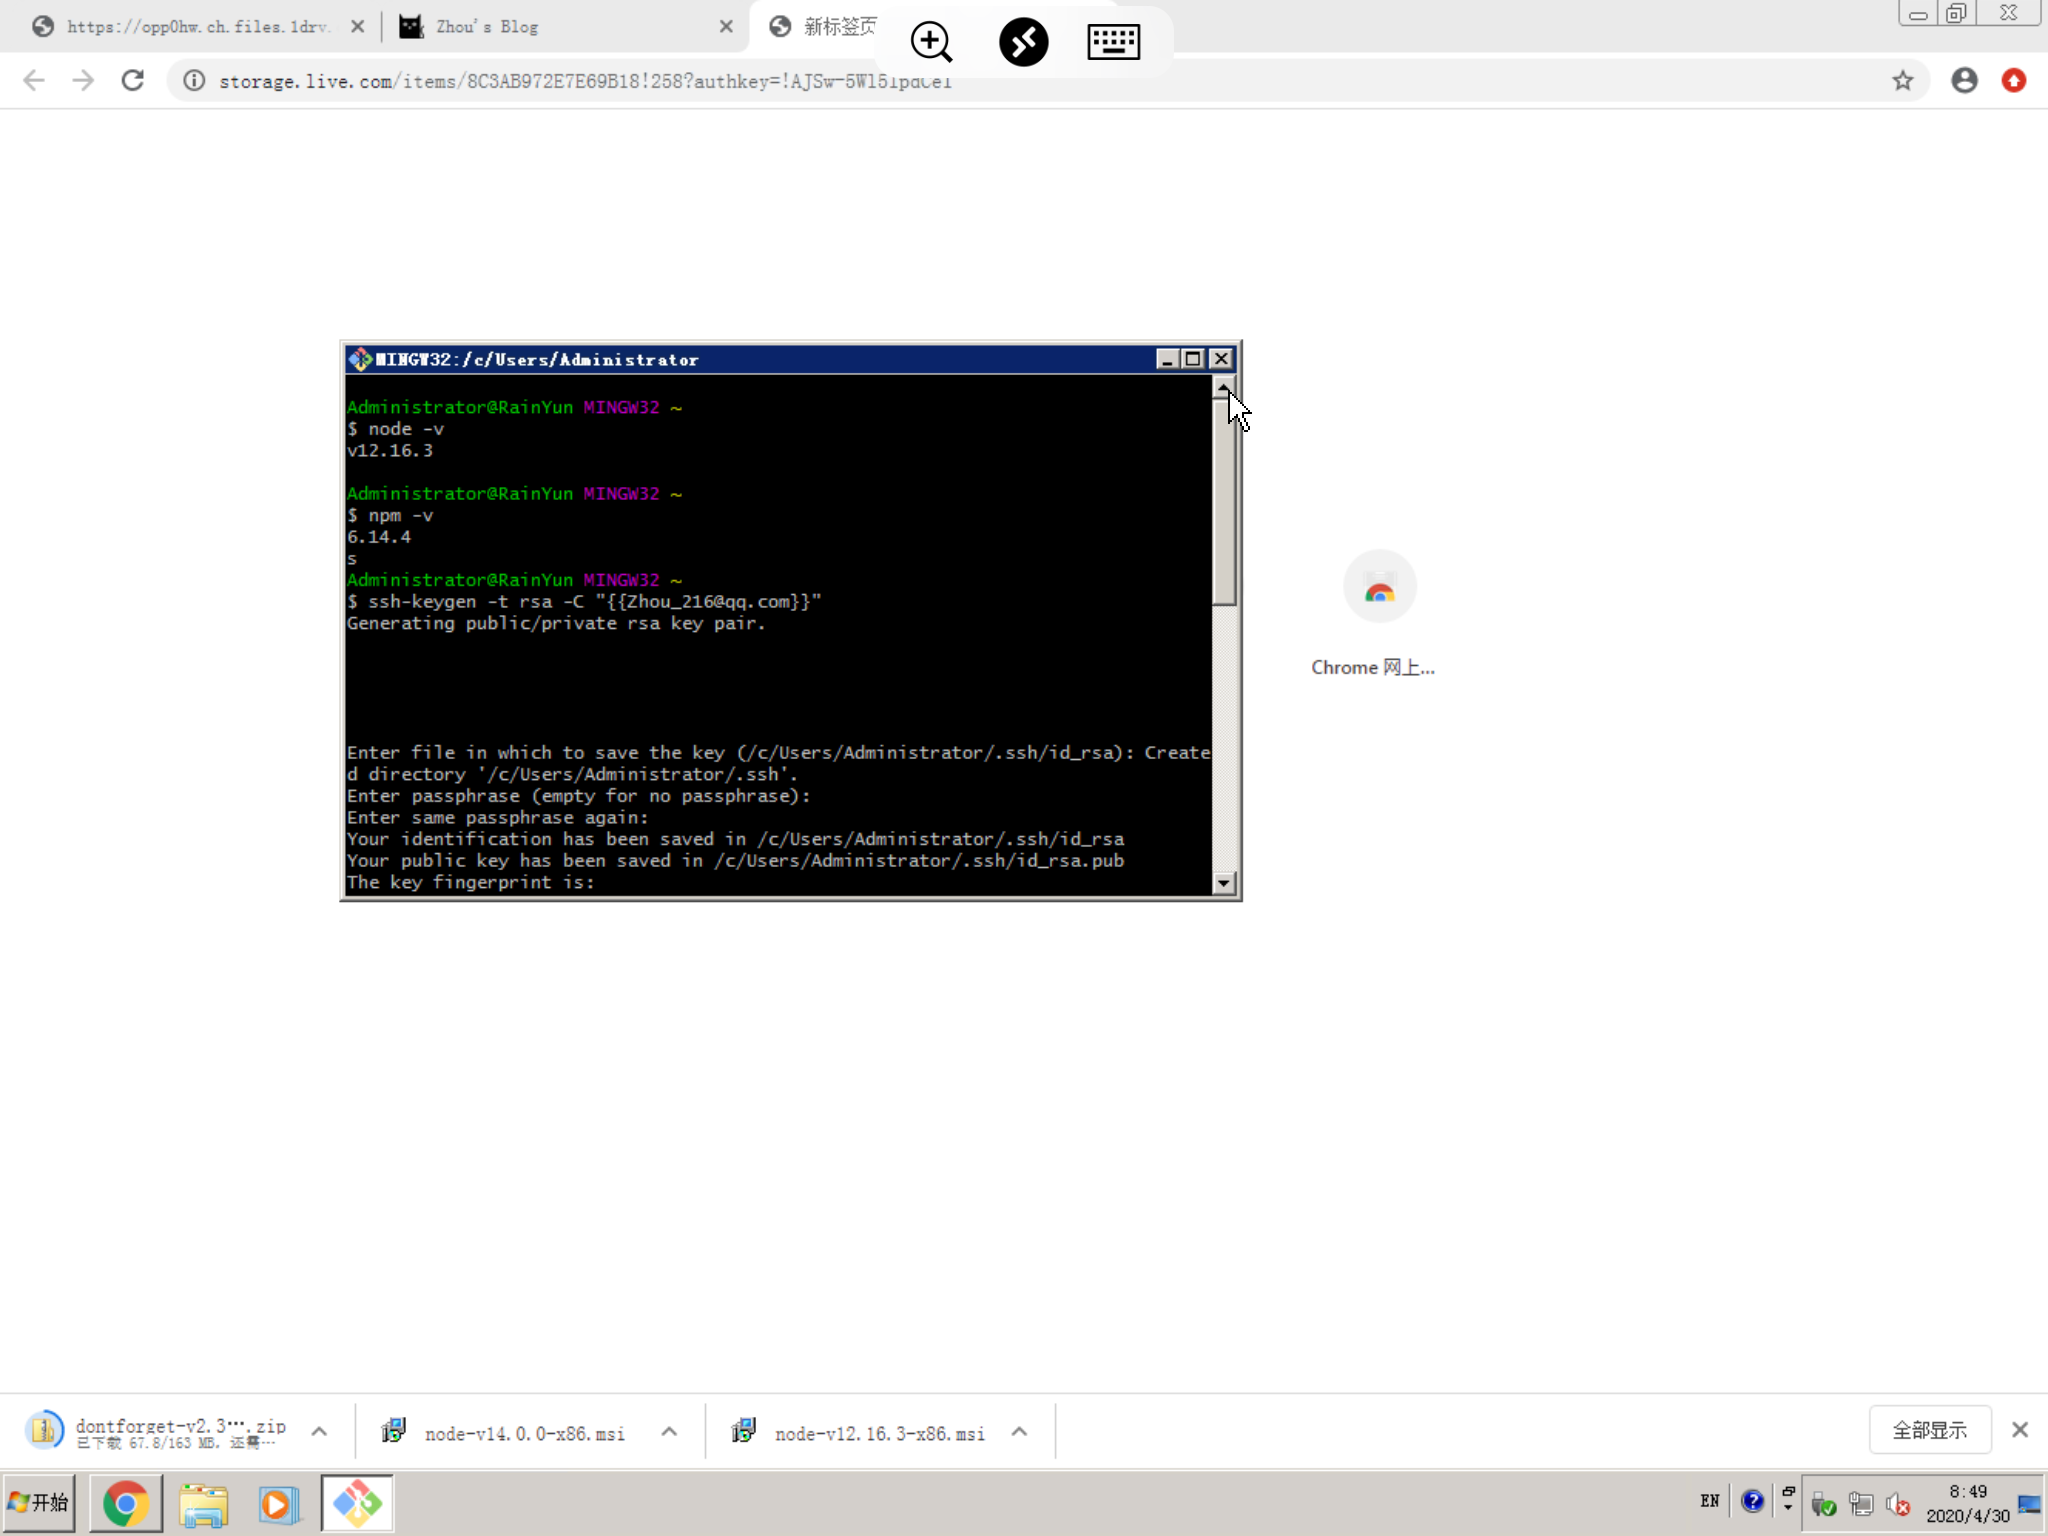 https://opp0hw.ch.files.1drv.
Zhou's Blog
新标签页
storage.live.com/items/8C3AB972E7E69B18!258?authkey=!AJSw-5Wl5lpdCeI
MINGW32:/c/Users/Administrator
Administrator@RainYun MINGW32 ~
$ node -v
v12.16.3
Administrator@RainYun MINGW32 ~
$ npm -v
6.14.4
s
Administrator@RainYun MINGW32 ~
$ ssh-keygen -t rsa -C "{{Zhou_216@qq.com}}"
Generating public/private rsa key pair.
Enter file in which to save the key (/c/Users/Administrator/.ssh/id_rsa): Create
d directory '/c/Users/Administrator/.ssh'.
Enter passphrase (empty for no passphrase):
Enter same passphrase again:
Your identification has been saved in /c/Users/Administrator/.ssh/id_rsa
Your public key has been saved in /c/Users/Administrator/.ssh/id_rsa.pub
The key fingerprint is:
Chrome 网上...
dontforget-v2.3….zip
已下载 67.8/163 MB，还需…
node-v14.0.0-x86.msi
node-v12.16.3-x86.msi
全部显示
开始
EN
8:49
2020/4/30